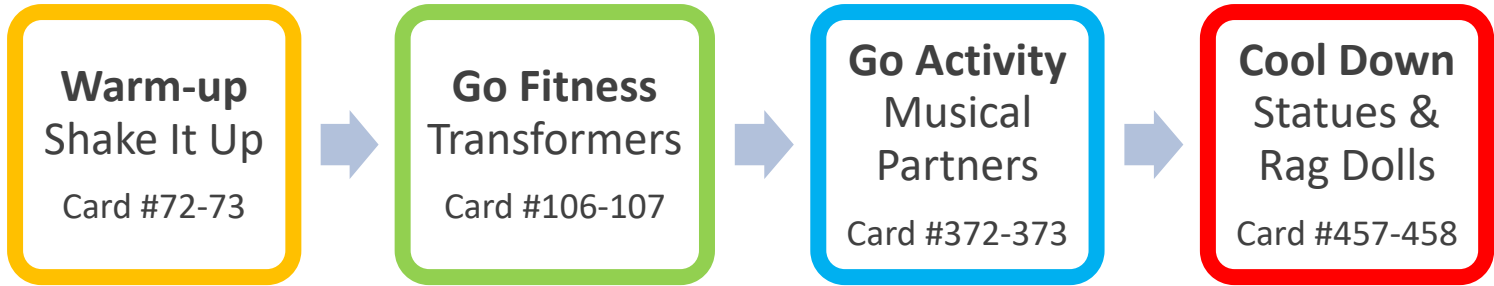 Warm-up
Shake It Up
Card #72-73
Go Fitness
Transformers
Card #106-107
Go Activity
Musical
Partners
Card #372-373
Cool Down
Statues &
Rag Dolls
Card #457-458